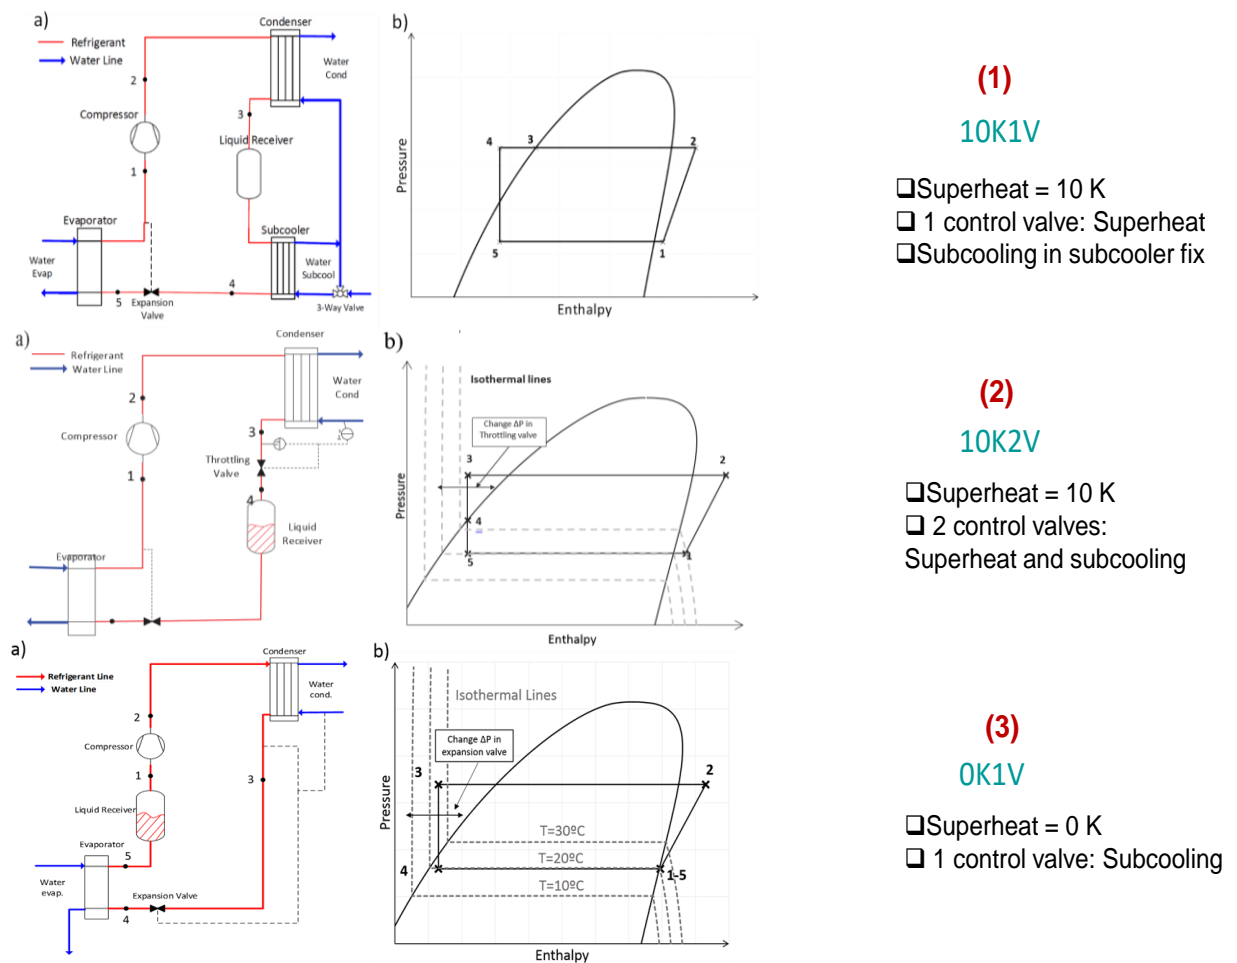 a)
Refrigerant
Water Line
Condenser
Water
Cond
2
Compressor
3
Liquid Receiver
1
Evaporator
Subcooler
Water
Evap
Water
Subcool
4
5
Expansion
Valve
3-Way Valve
b)
Pressure
4
3
2
5
1
Enthalpy
(1)
10K1V
Superheat = 10 K
1 control valve: Superheat
Subcooling in subcooler fix
a)
Refrigerant
Water Line
Condenser
Water
Cond
2
Compressor
3
Throttling
Valve
1
4
Liquid
Receiver
Evaporator
b)
Isothermal lines
Change ΔP in
Throttling valve
Pressure
3
2
4
5
1
Enthalpy
(2)
10K2V
Superheat = 10 K
2 control valves:
Superheat and subcooling
a)
Refrigerant Line
Water Line
Condenser
Water
cond.
2
Compressor
1
3
Liquid Receiver
Evaporator
5
Water
evap.
Expansion Valve
4
b)
Isothermal Lines
Change ΔP in
expansion valve
Pressure
3
2
T=30ºC
T=20ºC
4
1-5
T=10ºC
Enthalpy
(3)
0K1V
Superheat = 0 K
1 control valve: Subcooling